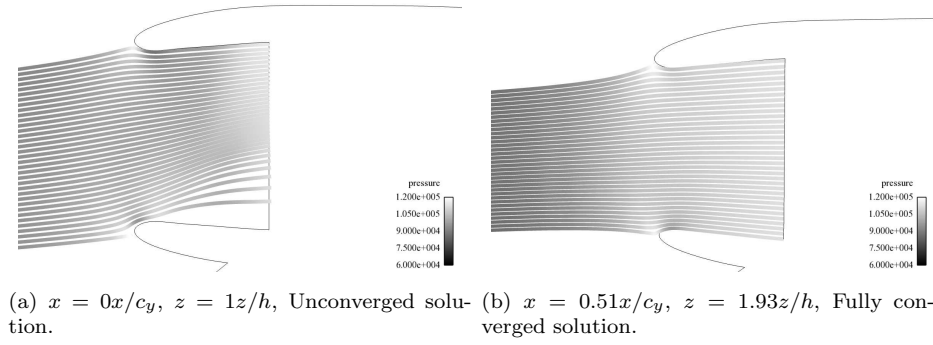 pressure
1.200e+005
1.050e+005
9.000e+004
7.500e+004
6.000e+004
pressure
1.200e+005
1.050e+005
9.000e+004
7.500e+004
6.000e+004
(a) x = 0x/c_y, z = 1z/h, Unconverged solu-
tion.
(b) x = 0.51x/c_y, z = 1.93z/h, Fully con-
verged solution.